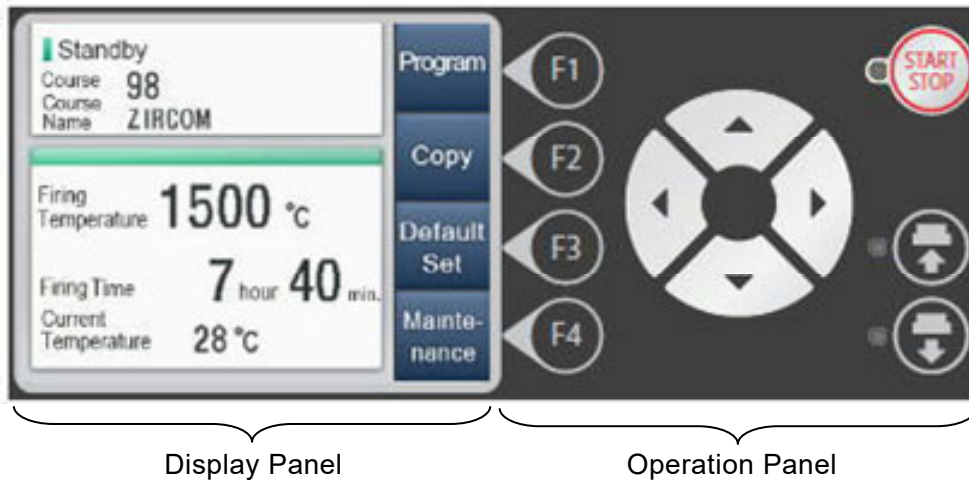 Standby
Course 98
Course
Name ZIRCOM
Firing
Temperature 1500 °C
Firing Time 7 hour 40 min.
Current
Temperature 28 °C
Program
Copy
Default
Set
Mainte-
nance
F1
F2
F3
F4
START
STOP
Display Panel
Operation Panel